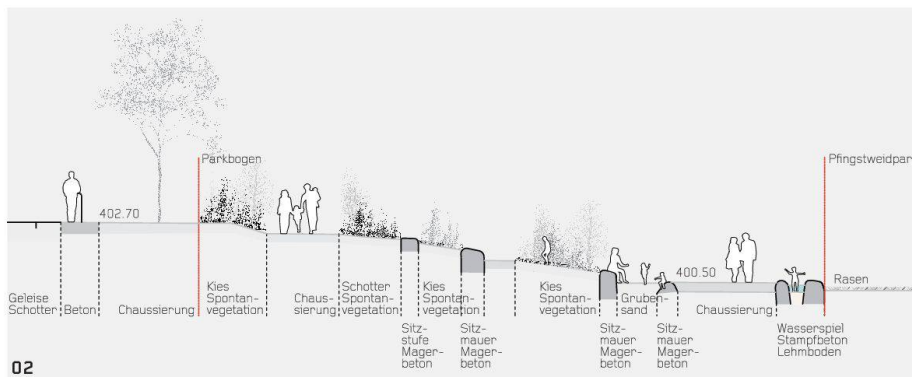 Parkbogen
Pfingstweidpar
402.70
400.50
Rasen
Geleise
Schotter
Beton
Chaussierung
Kies
Spontan-
vegetation
Chaus-
sierung
Schotter
Spontan-
vegetation
Sitz-
stufe
Mager-
beton
Kies
Spontan-
vegetation
Sitz-
mauer
Mager-
beton
Kies
Spontan-
vegetation
Sitz-
mauer
Mager-
beton
Gruben-
sand
Sitz-
mauer
Mager-
beton
Chaussierung
Wasserspiel
Stampfbeton
Lehmboden
02